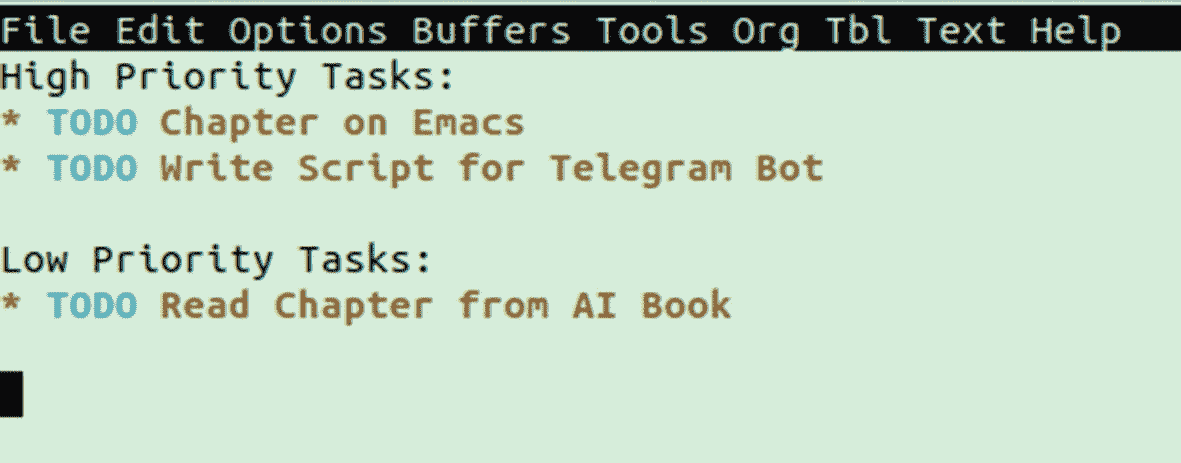 File Edit Options Buffers Tools Org Tbl Text Help
High Priority Tasks:
* TODO Chapter on Emacs
* TODO Write Script for Telegram Bot
Low Priority Tasks:
* TODO Read Chapter from AI Book